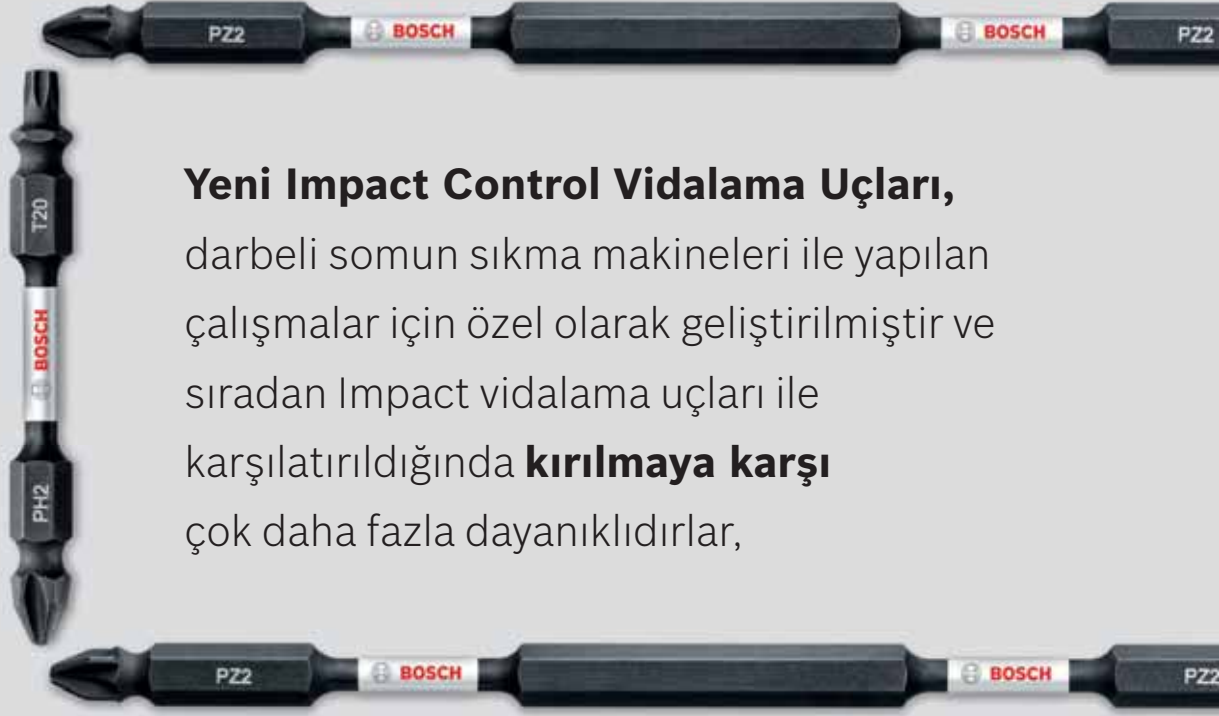 PZ2 BOSCH BOSCH PZ2
T20
BOSCH
PH2
Yeni Impact Control Vidalama Uçları,
darbeli somun sıkma makineleri ile yapılan
çalışmalar için özel olarak geliştirilmiştir ve
sıradan Impact vidalama uçları ile
karşılatırıldığında kırılmaya karşı
çok daha fazla dayanıklıdırlar,
PZ2 BOSCH BOSCH PZ2